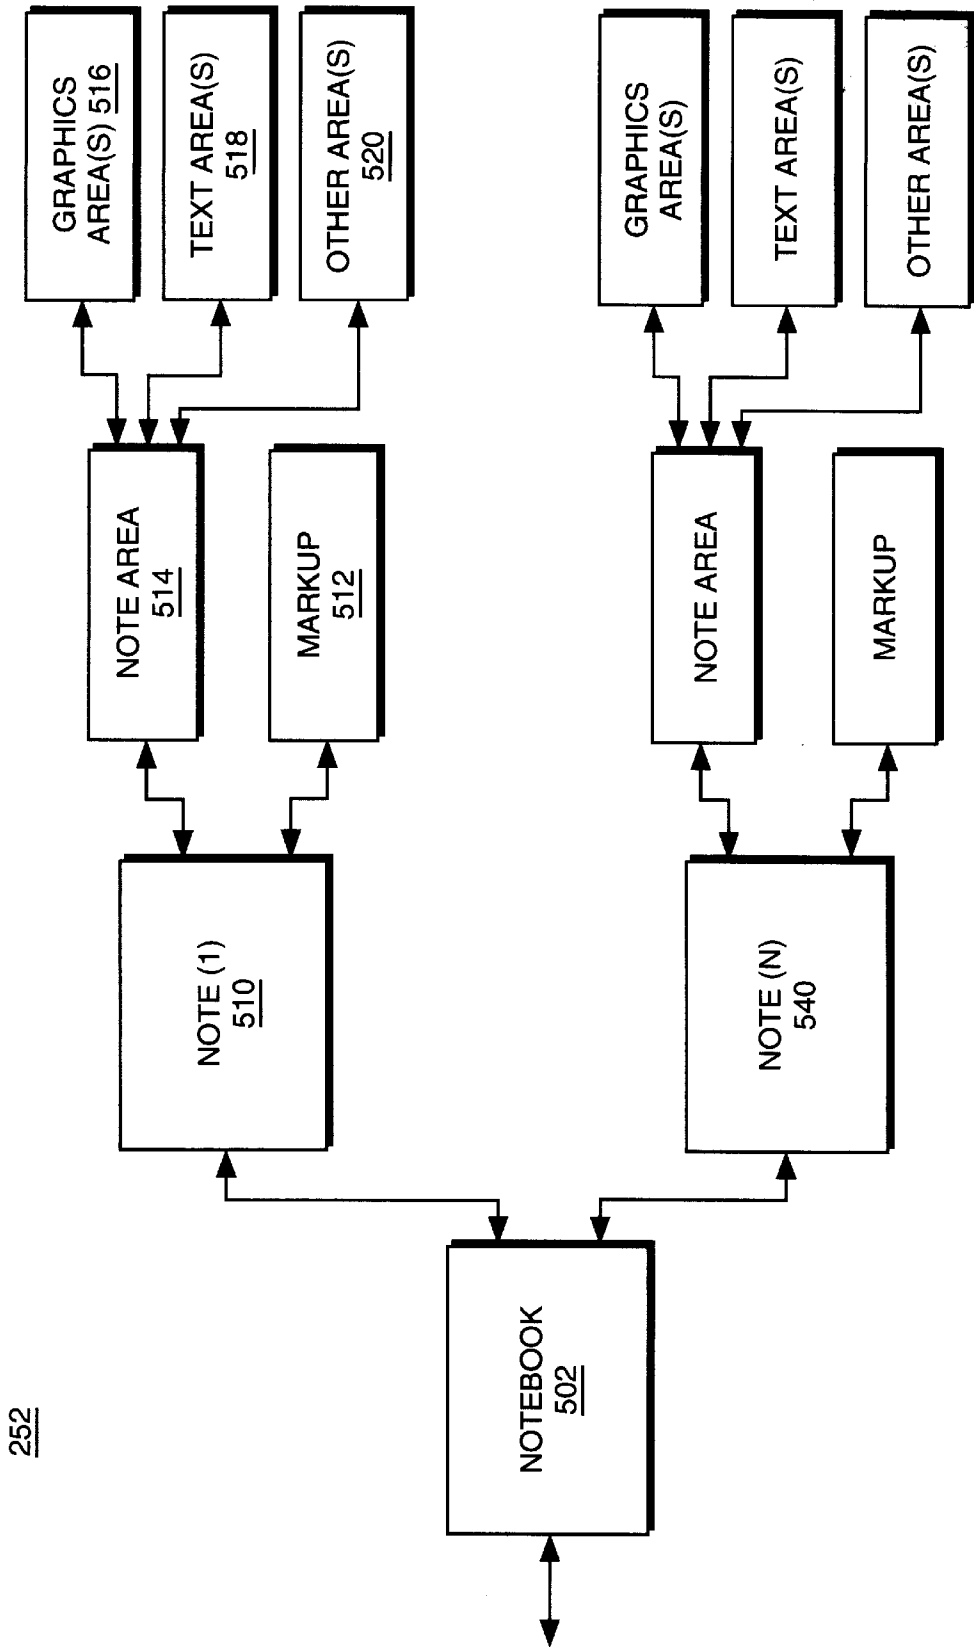 252
NOTEBOOK
502
NOTE (1)
510
NOTE AREA
514
MARKUP
512
GRAPHICS
AREA(S) 516
TEXT AREA(S)
518
OTHER AREA(S)
520
NOTE (N)
540
NOTE AREA
MARKUP
GRAPHICS
AREA(S)
TEXT AREA(S)
OTHER AREA(S)